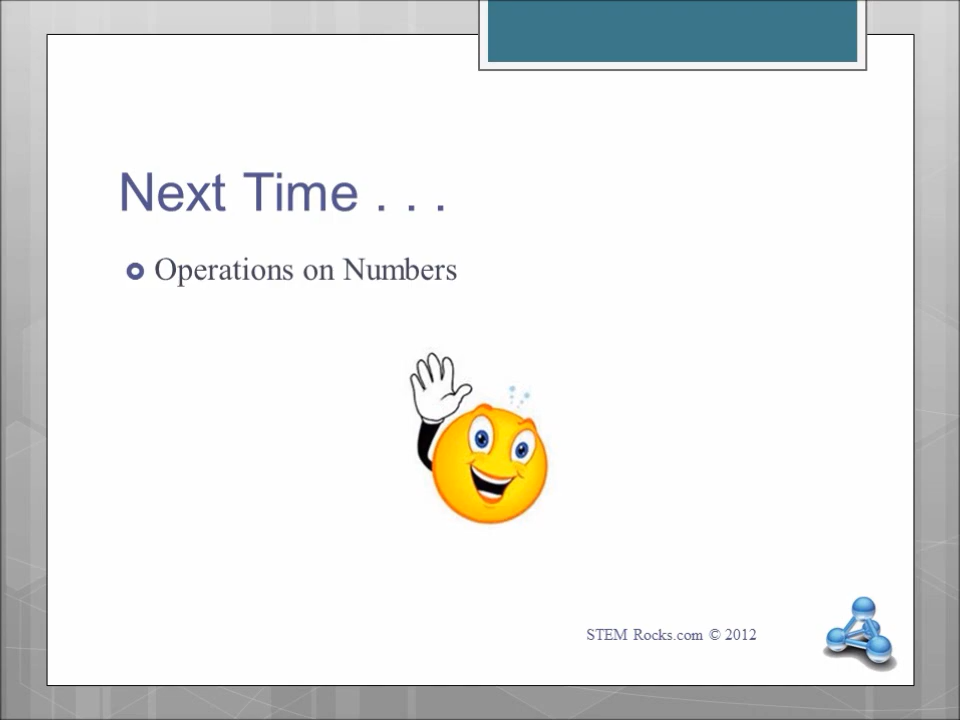 Next Time . . .
Operations on Numbers
STEM Rocks.com © 2012